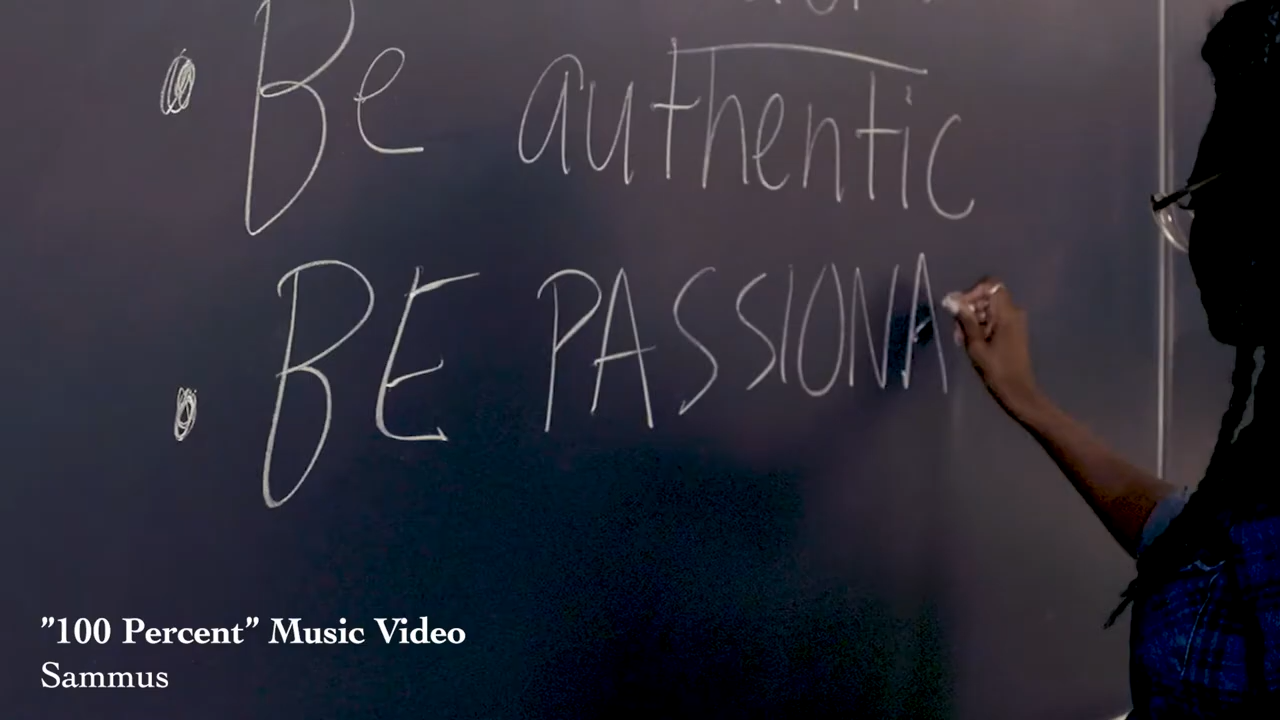 • Be authentic
• BE PASSIONA
”100 Percent” Music Video
Sammus